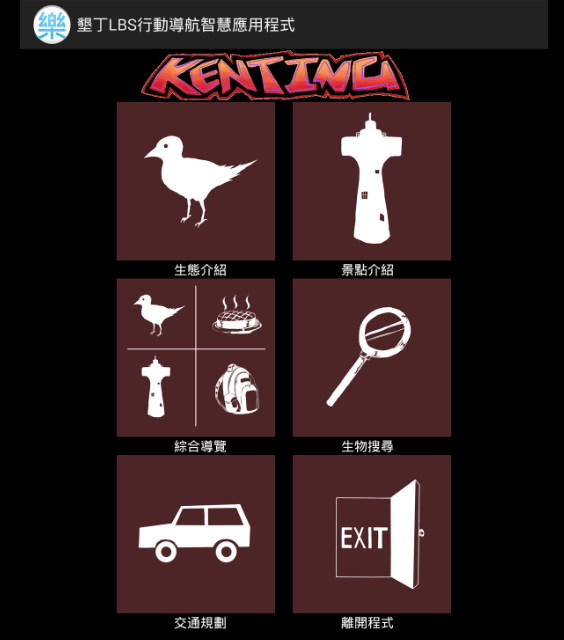 樂
墾丁LBS行動導航智慧應用程式
KENTING
生態介紹
景點介紹
綜合導覽
生物搜尋
EXIT
交通規劃
離開程式